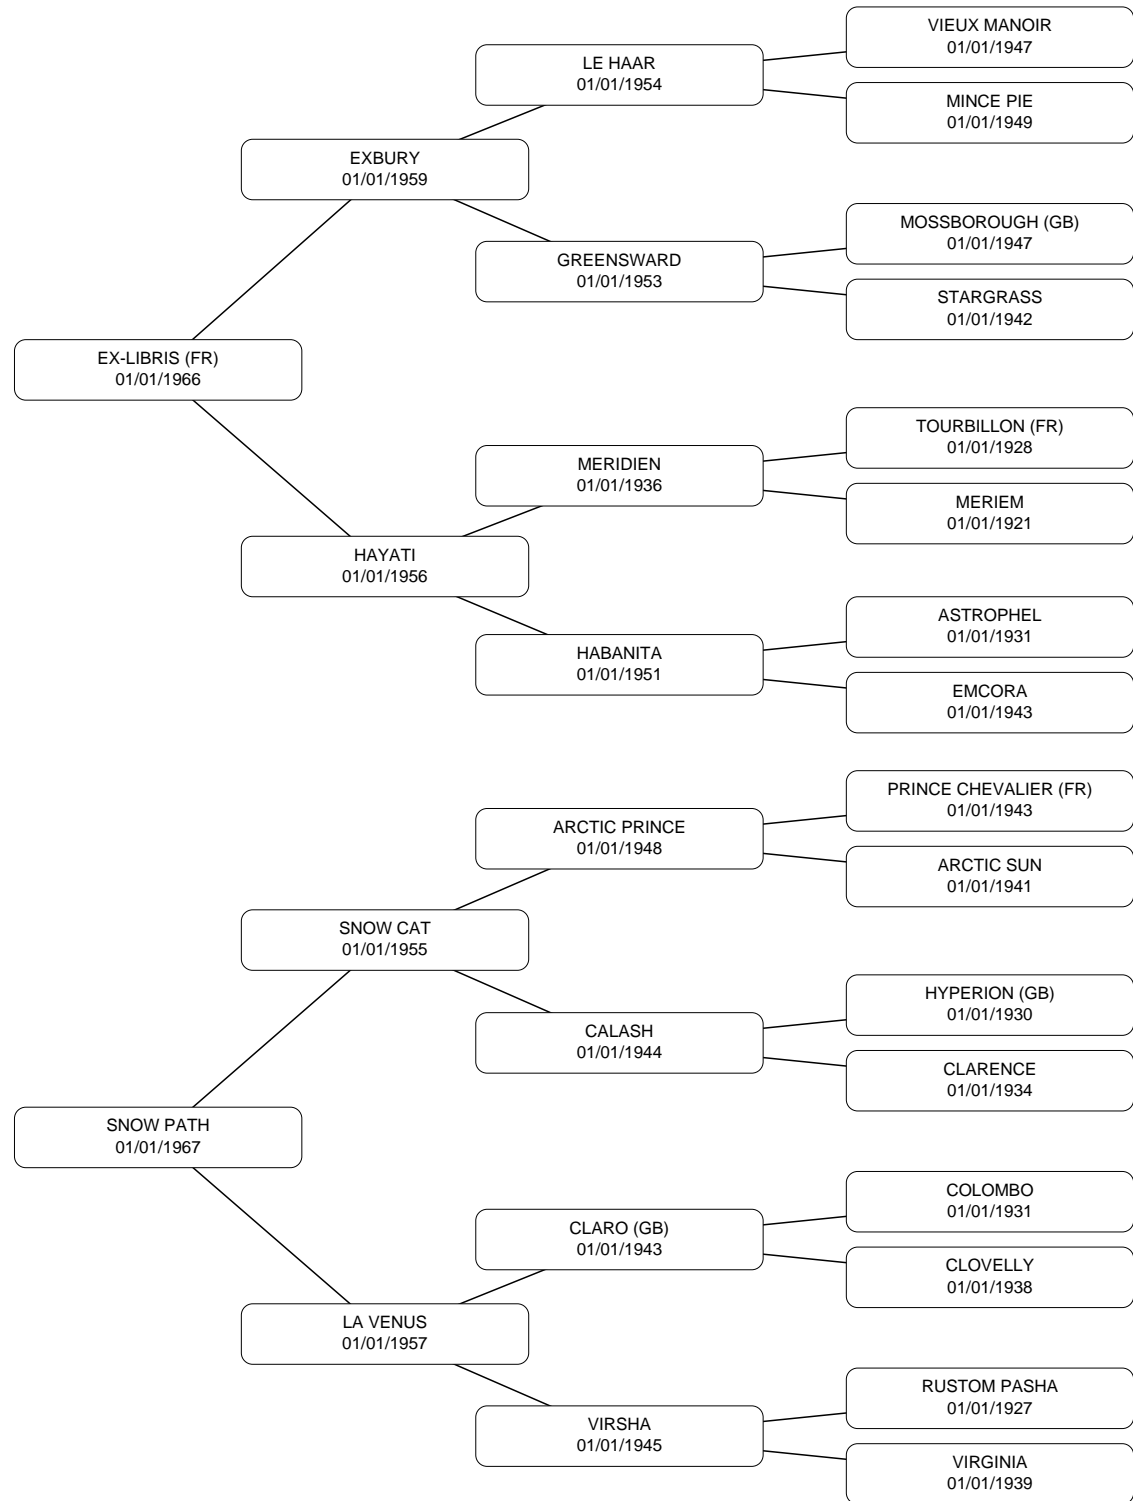 VIEUX MANOIR
01/01/1947
LE HAAR
01/01/1954
MINCE PIE
01/01/1949
EXBURY
01/01/1959
MOSSBOROUGH (GB)
01/01/1947
GREENSWARD
01/01/1953
STARGRASS
01/01/1942
EX-LIBRIS (FR)
01/01/1966
TOURBILLON (FR)
01/01/1928
MERIDIEN
01/01/1936
MERIEM
01/01/1921
HAYATI
01/01/1956
ASTROPHEL
01/01/1931
HABANITA
01/01/1951
EMCORA
01/01/1943
PRINCE CHEVALIER (FR)
01/01/1943
ARCTIC PRINCE
01/01/1948
ARCTIC SUN
01/01/1941
SNOW CAT
01/01/1955
HYPERION (GB)
01/01/1930
CALASH
01/01/1944
CLARENCE
01/01/1934
SNOW PATH
01/01/1967
COLOMBO
01/01/1931
CLARO (GB)
01/01/1943
CLOVELLY
01/01/1938
LA VENUS
01/01/1957
RUSTOM PASHA
01/01/1927
VIRSHA
01/01/1945
VIRGINIA
01/01/1939